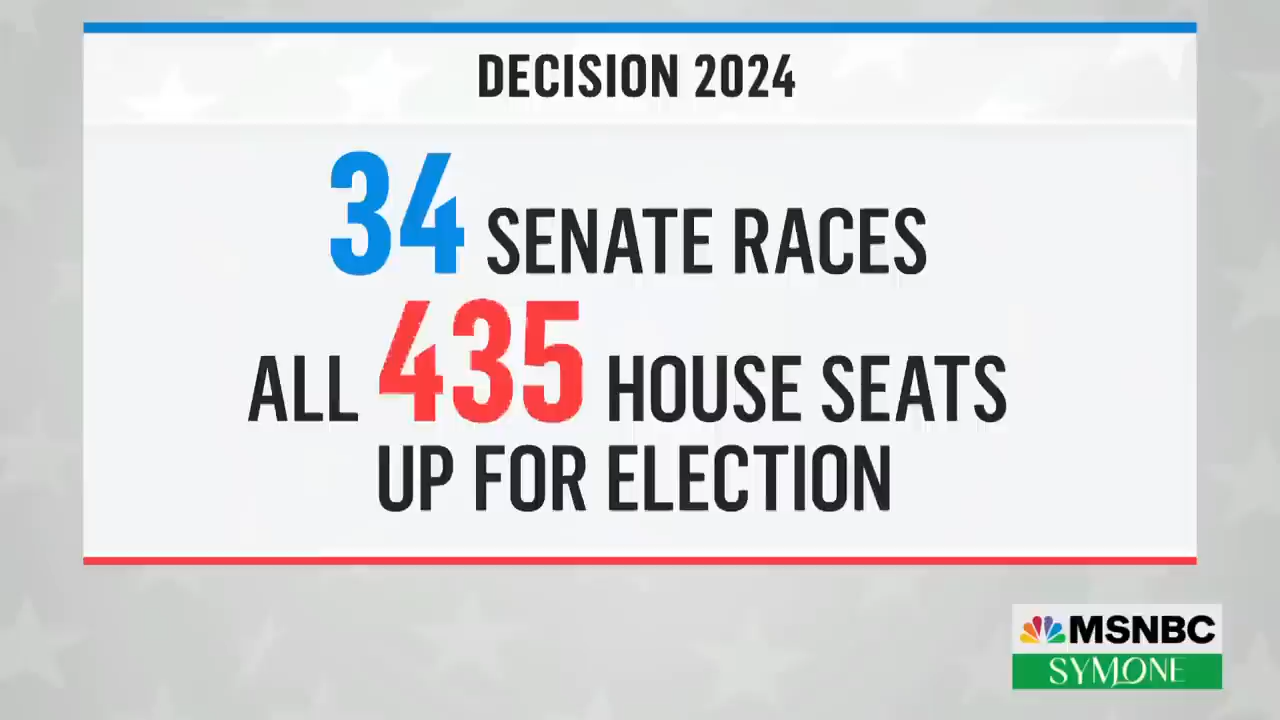 DECISION 2024
34 SENATE RACES
ALL 435 HOUSE SEATS
UP FOR ELECTION
MSNBC
SYMONE